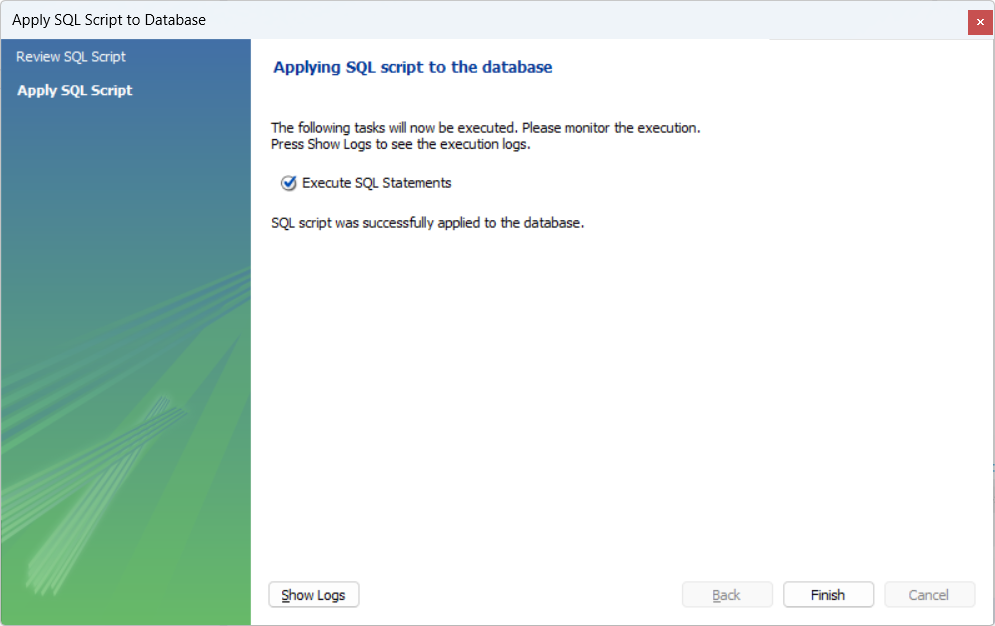 Apply SQL Script to Database
Review SQL Script
Apply SQL Script
Applying SQL script to the database
The following tasks will now be executed. Please monitor the execution.
Press Show Logs to see the execution logs.
Execute SQL Statements
SQL script was successfully applied to the database.
Show Logs
Back
Finish
Cancel